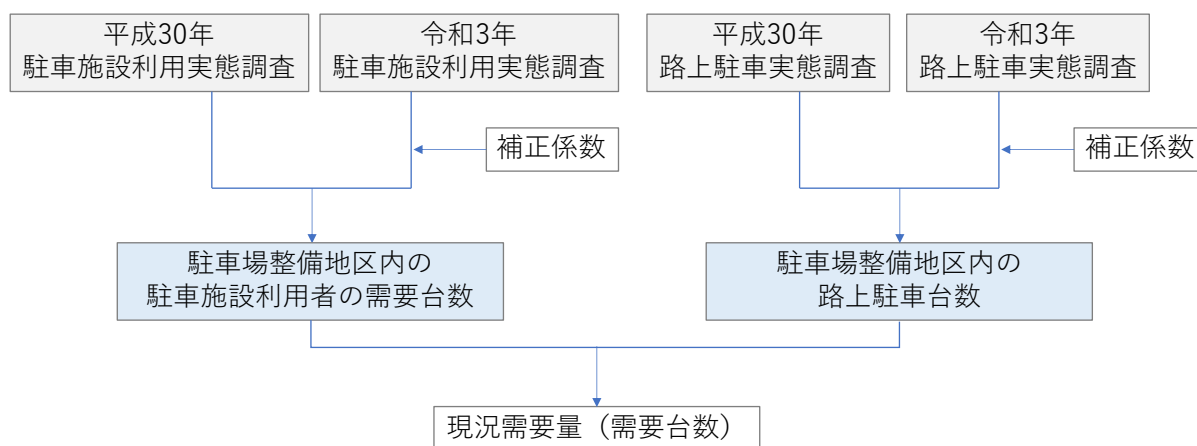 平成30年
駐車施設利用実態調査
令和3年
駐車施設利用実態調査
平成30年
路上駐車実態調査
令和3年
路上駐車実態調査
補正係数
補正係数
駐車場整備地区内の
駐車施設利用者の需要台数
駐車場整備地区内の
路上駐車台数
現況需要量（需要台数）